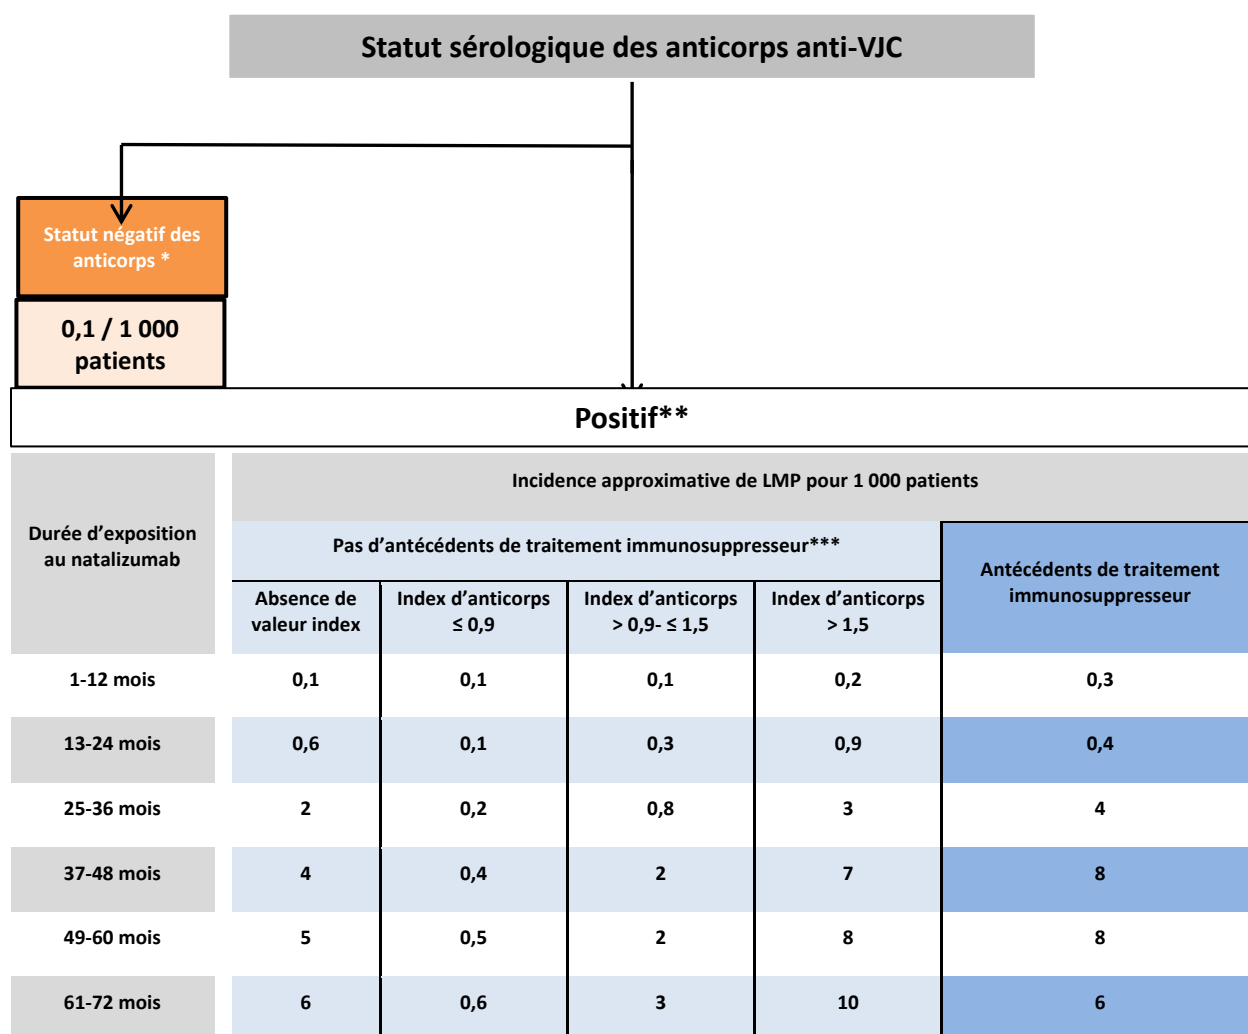 Statut sérologique des anticorps anti-VJC
Statut négatif des
anticorps *
0,1 / 1 000
patients
Positif**
Durée d’exposition
au natalizumab
Incidence approximative de LMP pour 1 000 patients
Pas d’antécédents de traitement immunosuppresseur***
Antécédents de traitement
immunosuppresseur
Absence de
valeur index
Index d’anticorps
≤ 0,9
Index d’anticorps
> 0,9- ≤ 1,5
Index d’anticorps
> 1,5
1-12 mois 0,1 0,1 0,1 0,2 0,3
13-24 mois 0,6 0,1 0,3 0,9 0,4
25-36 mois 2 0,2 0,8 3 4
37-48 mois 4 0,4 2 7 8
49-60 mois 5 0,5 2 8 8
61-72 mois 6 0,6 3 10 6